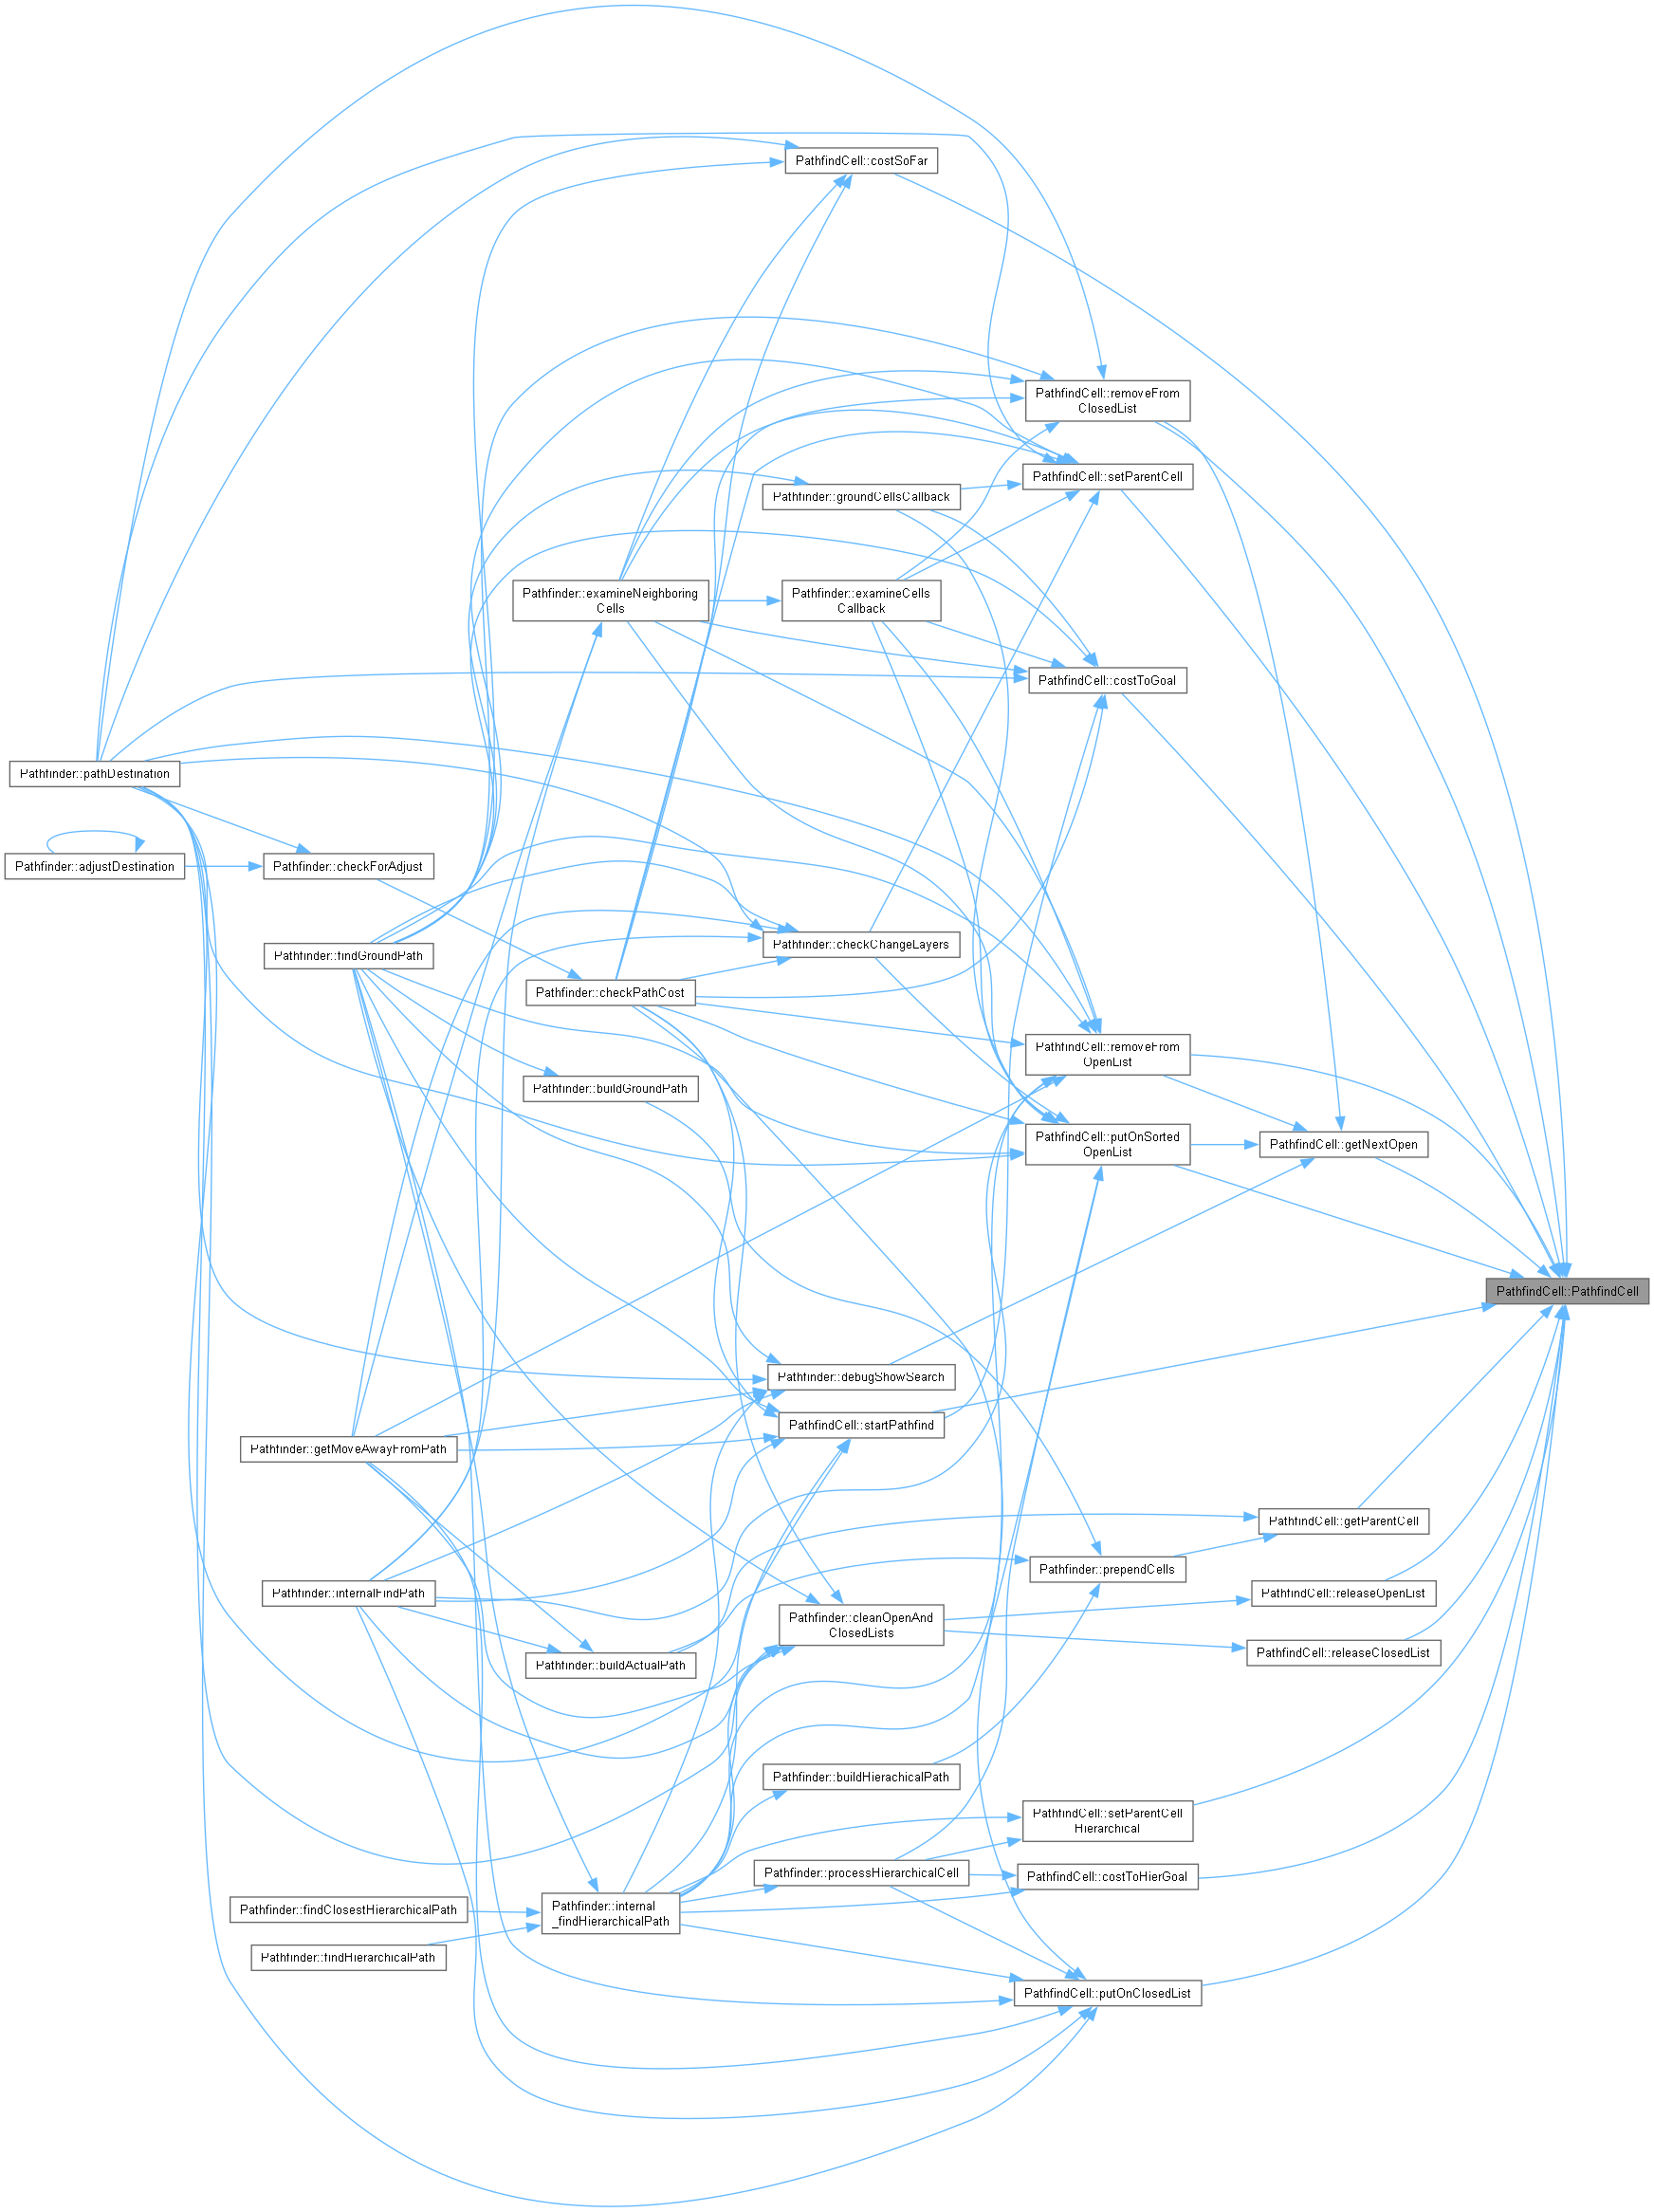 PathfindCell::costSoFar
PathfindCell::removeFrom
ClosedList
PathfindCell::setParentCell
Pathfinder::groundCellsCallback
Pathfinder::examineNeighboring
Cells
Pathfinder::examineCells
Callback
PathfindCell::costToGoal
Pathfinder::pathDestination
Pathfinder::adjustDestination
Pathfinder::checkForAdjust
Pathfinder::findGroundPath
Pathfinder::checkChangeLayers
Pathfinder::checkPathCost
PathfindCell::removeFrom
OpenList
Pathfinder::buildGroundPath
PathfindCell::putOnSorted
OpenList
PathfindCell::getNextOpen
PathfindCell::PathfindCell
Pathfinder::debugShowSearch
PathfindCell::startPathfind
Pathfinder::getMoveAwayFromPath
PathfindCell::getParentCell
Pathfinder::prependCells
Pathfinder::internalFindPath
PathfindCell::releaseOpenList
Pathfinder::cleanOpenAnd
ClosedLists
PathfindCell::releaseClosedList
Pathfinder::buildActualPath
Pathfinder::buildHierachicalPath
PathfindCell::setParentCell
Hierarchical
Pathfinder::processHierarchicalCell
PathfindCell::costToHierGoal
Pathfinder::findClosestHierarchicalPath
Pathfinder::internal
_findHierarchicalPath
Pathfinder::findHierarchicalPath
PathfindCell::putOnClosedList